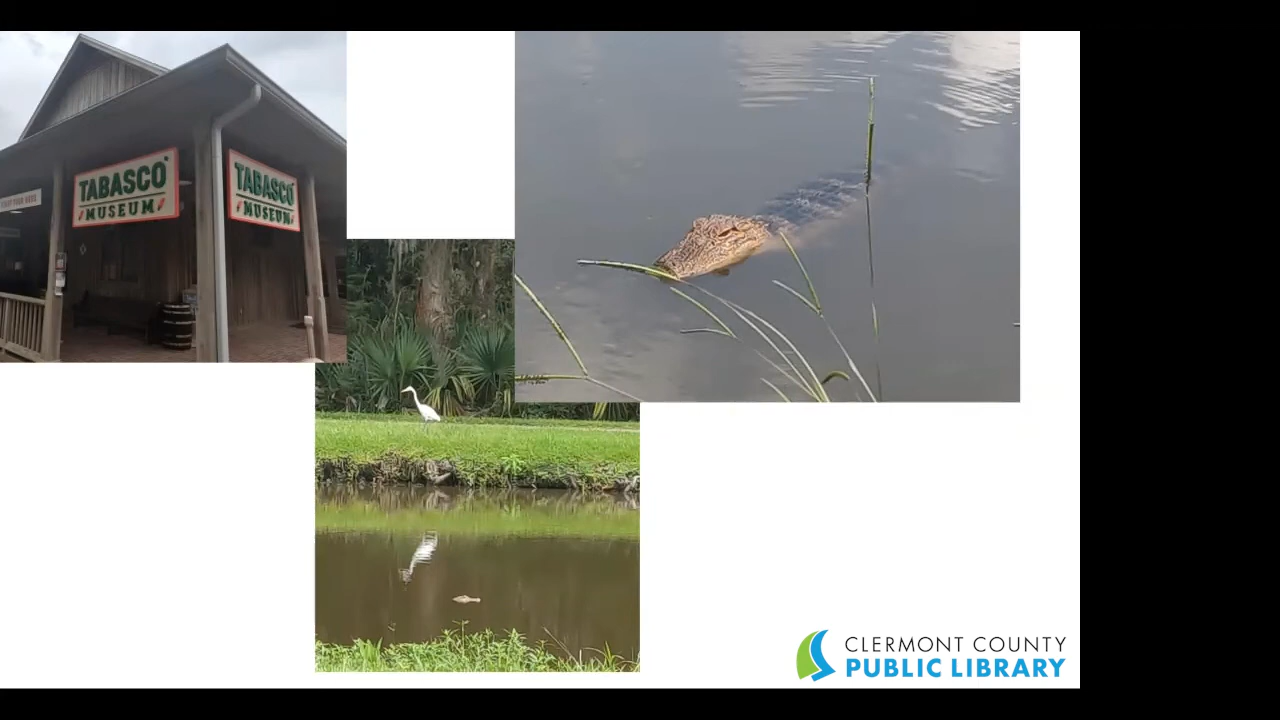 TABASCO
MUSEUM
TABASCO
MUSEUM
CLERMONT COUNTY
PUBLIC LIBRARY